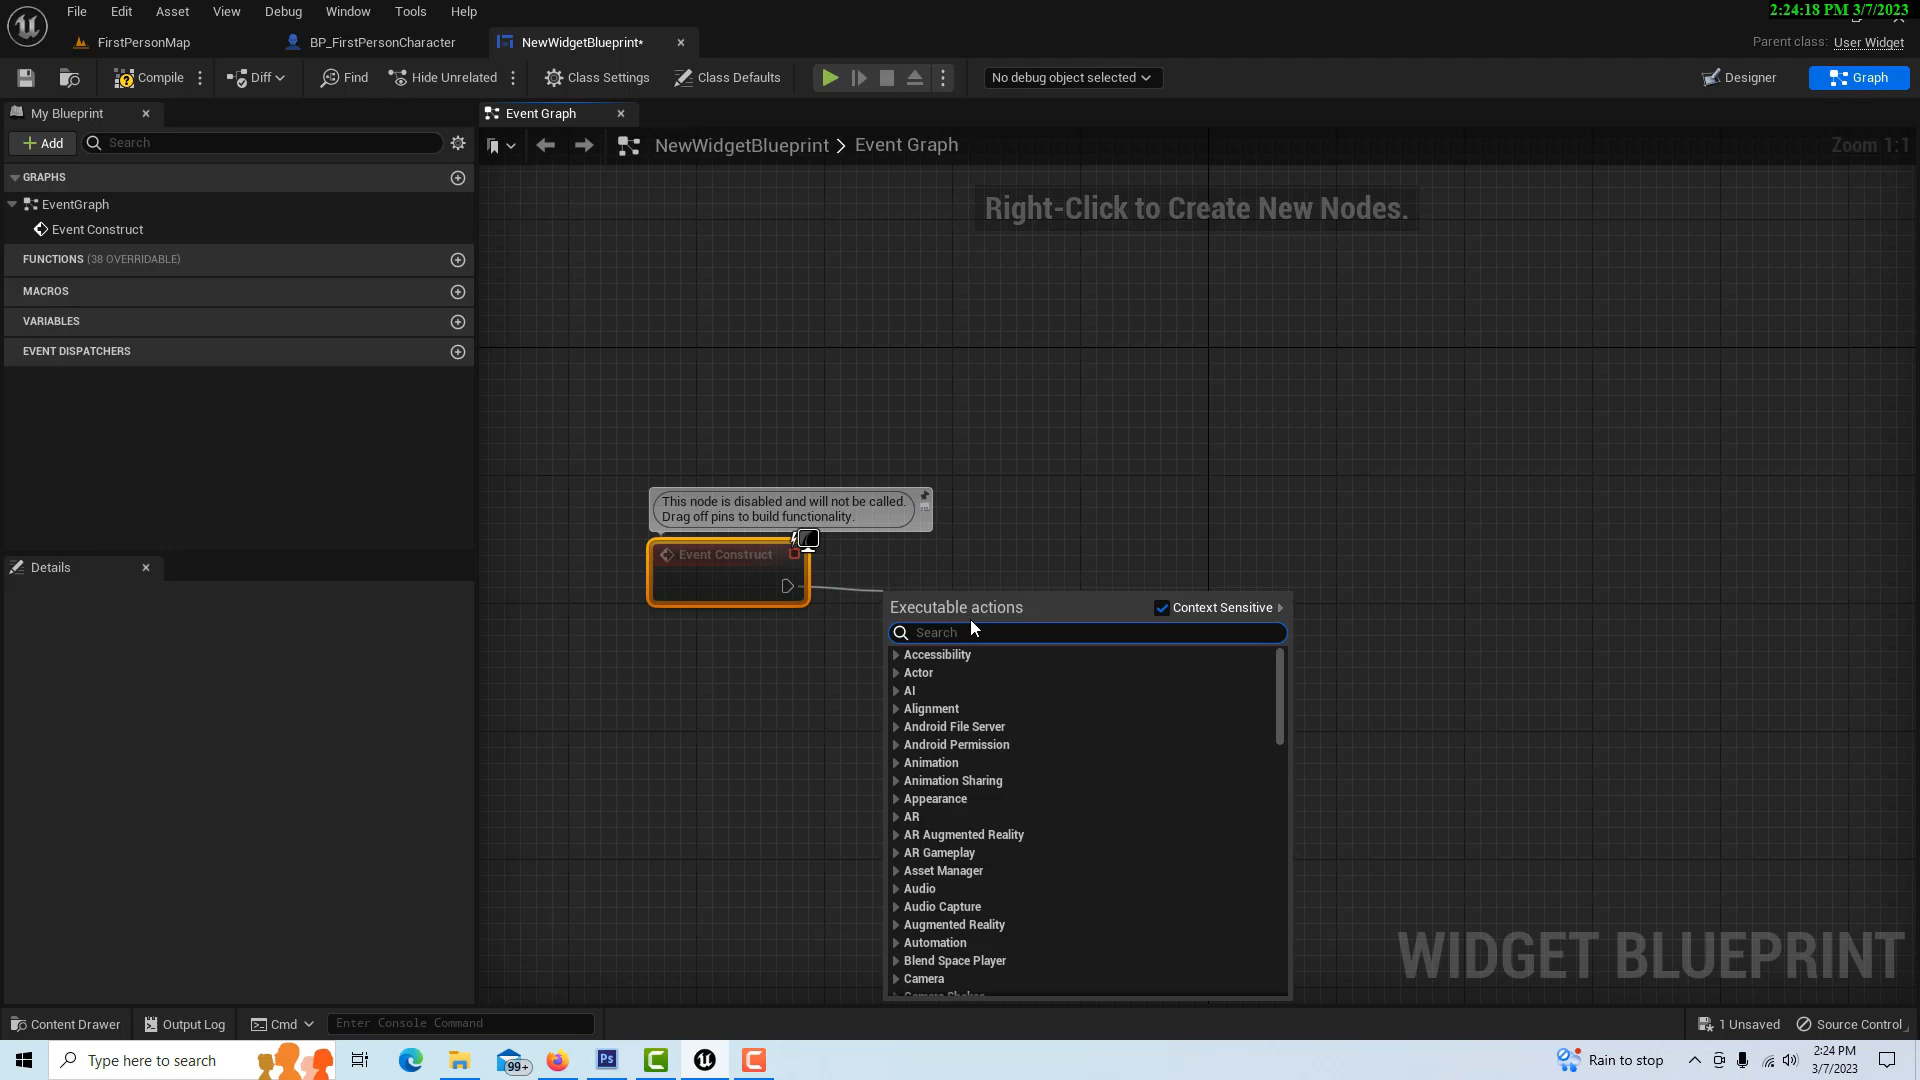 2:24:18 PM 3/7/2023
File Edit Asset View Debug Window Tools Help
FirstPersonMap BP_FirstPersonCharacter NewWidgetBlueprint* Parent class: User Widget
Compile Diff Find Hide Unrelated Class Settings Class Defaults No debug object selected Designer Graph
My Blueprint Event Graph
Add Search NewWidgetBlueprint > Event Graph Zoom 1:1
GRAPHS
Right-Click to Create New Nodes.
EventGraph
Event Construct
FUNCTIONS (38 OVERRIDABLE)
MACROS
VARIABLES
EVENT DISPATCHERS
This node is disabled and will not be called.
Drag off pins to build functionality.
Event Construct
Details
Executable actions Context Sensitive
Search
Accessibility
Actor
AI
Alignment
Android File Server
Android Permission
Animation
Animation Sharing
Appearance
AR
AR Augmented Reality
AR Gameplay
Asset Manager
Audio
Audio Capture
Augmented Reality
Automation
Blend Space Player
Camera
Camera Shakes
WIDGET BLUEPRINT
Content Drawer Output Log Cmd Enter Console Command 1 Unsaved Source Control
Type here to search 99+ Ps Rain to stop 2:24 PM
3/7/2023